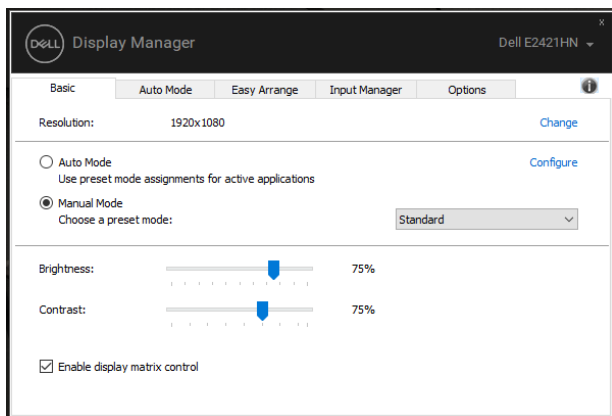 DELL Display Manager Dell E2421HN
x
Basic Auto Mode Easy Arrange Input Manager Options i
Resolution: 1920x1080 Change
Auto Mode Configure
Use preset mode assignments for active applications
Manual Mode
Choose a preset mode: Standard
Brightness: 75%
Contrast: 75%
Enable display matrix control